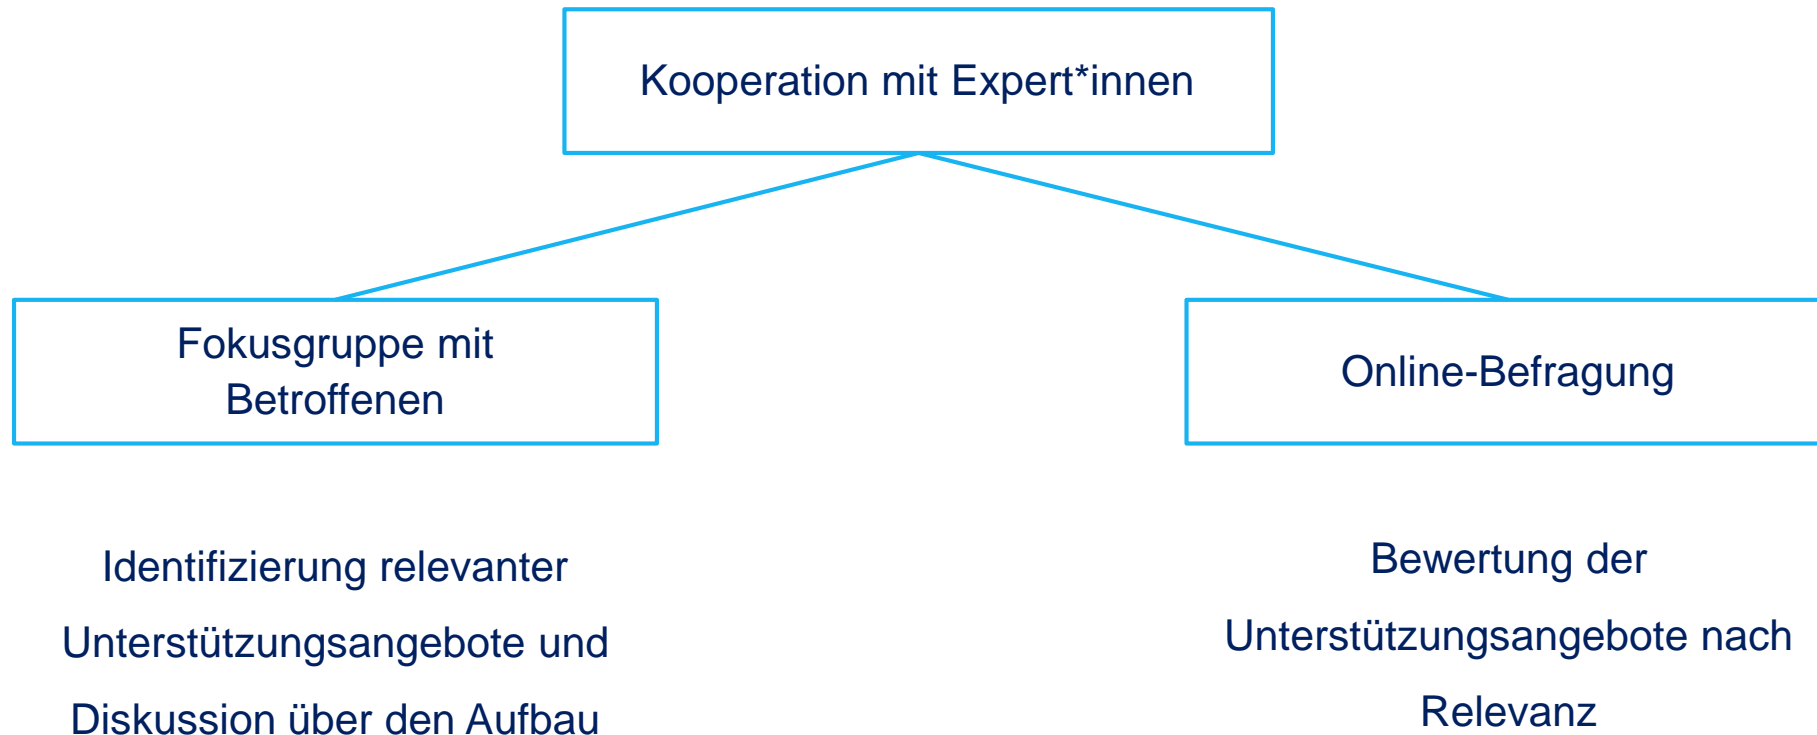 Kooperation mit Expert*innen
Fokusgruppe mit
Betroffenen
Online-Befragung
Identifizierung relevanter
Unterstützungsangebote und
Diskussion über den Aufbau
Bewertung der
Unterstützungsangebote nach
Relevanz